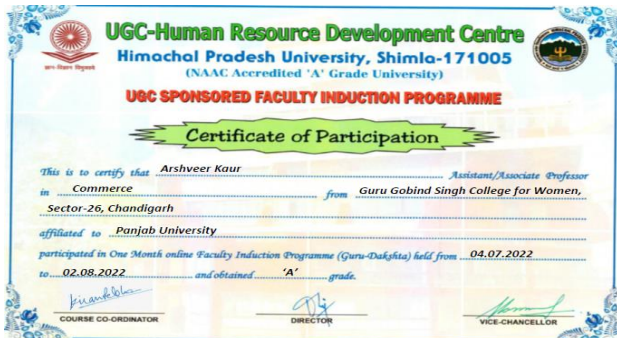 UGC-Human Resource Development Centre
Himachal Pradesh University, Shimla-171005
(NAAC Accredited 'A' Grade University)
ज्ञान-विज्ञान विमुक्तये
UGC SPONSORED FACULTY INDUCTION PROGRAMME
Certificate of Participation
This is to certify that Arshveer Kaur Assistant/Associate Professor
in Commerce from Guru Gobind Singh College for Women,
Sector-26, Chandigarh
affiliated to Panjab University
participated in One Month online Faculty Induction Programme (Guru-Dakshta) held from 04.07.2022
to 02.08.2022 and obtained 'A' grade.
COURSE CO-ORDINATOR DIRECTOR VICE-CHANCELLOR